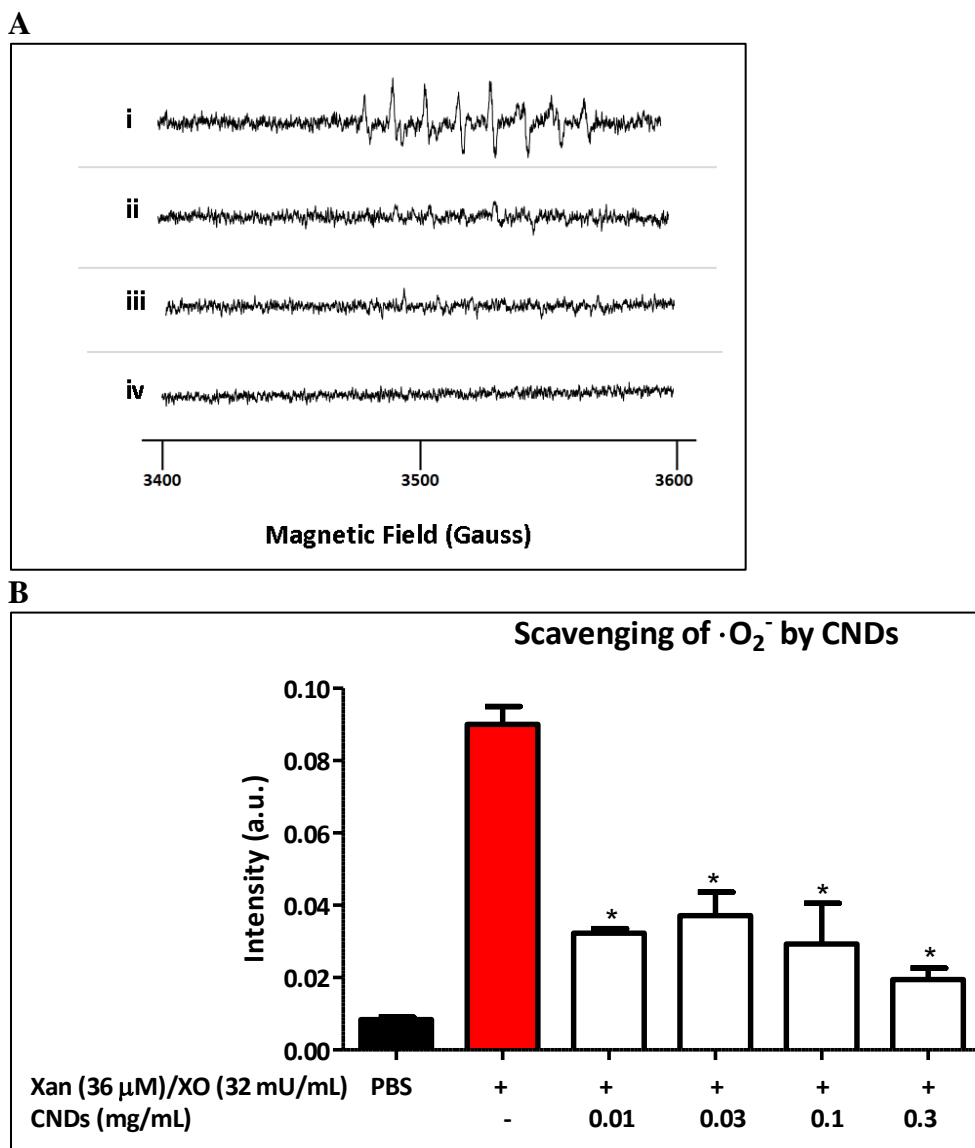 A
i
ii
iii
iv
3400 3500 3600
Magnetic Field (Gauss)
B
Scavenging of ·O₂⁻ by CNDs
Intensity (a.u.)
0.10
0.08
0.06
0.04
0.02
0.00
* * * *
Xan (36 μM)/XO (32 mU/mL) PBS + + + + +
CNDs (mg/mL) - 0.01 0.03 0.1 0.3